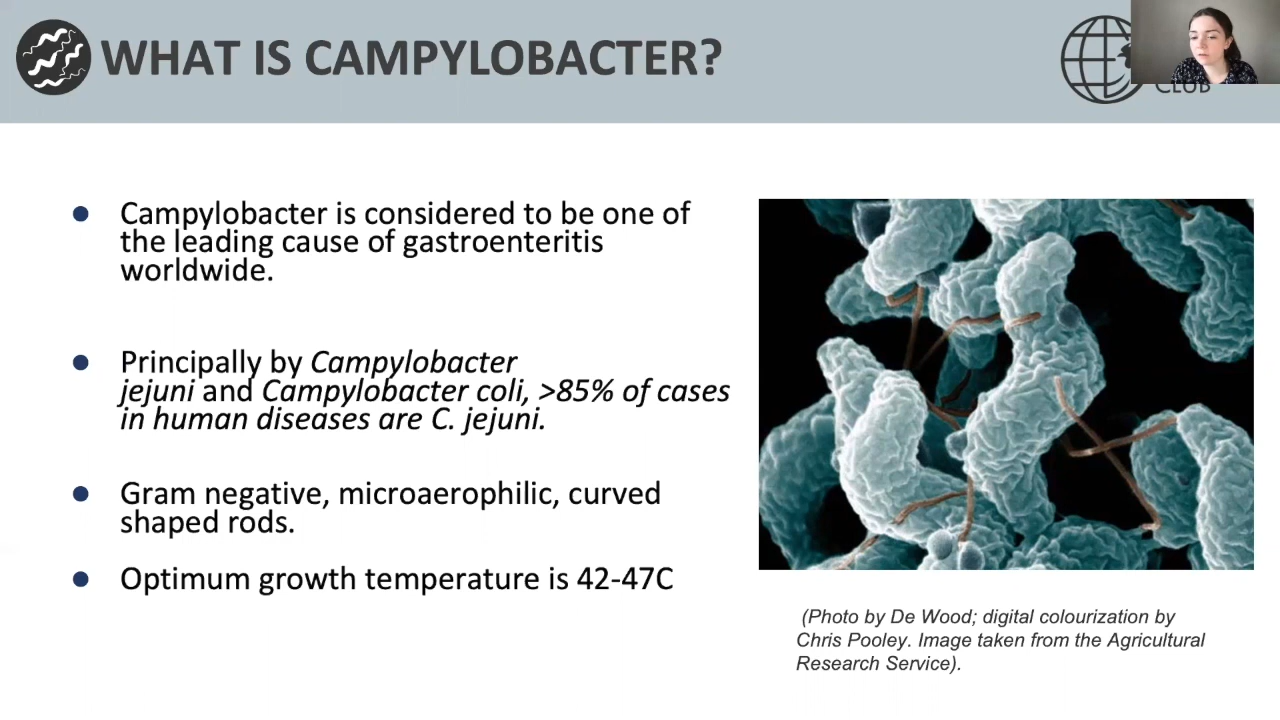 WHAT IS CAMPYLOBACTER?
CLUB
● Campylobacter is considered to be one of
the leading cause of gastroenteritis
worldwide.
● Principally by Campylobacter
jejuni and Campylobacter coli, >85% of cases
in human diseases are C. jejuni.
● Gram negative, microaerophilic, curved
shaped rods.
● Optimum growth temperature is 42-47C
(Photo by De Wood; digital colourization by
Chris Pooley. Image taken from the Agricultural
Research Service).